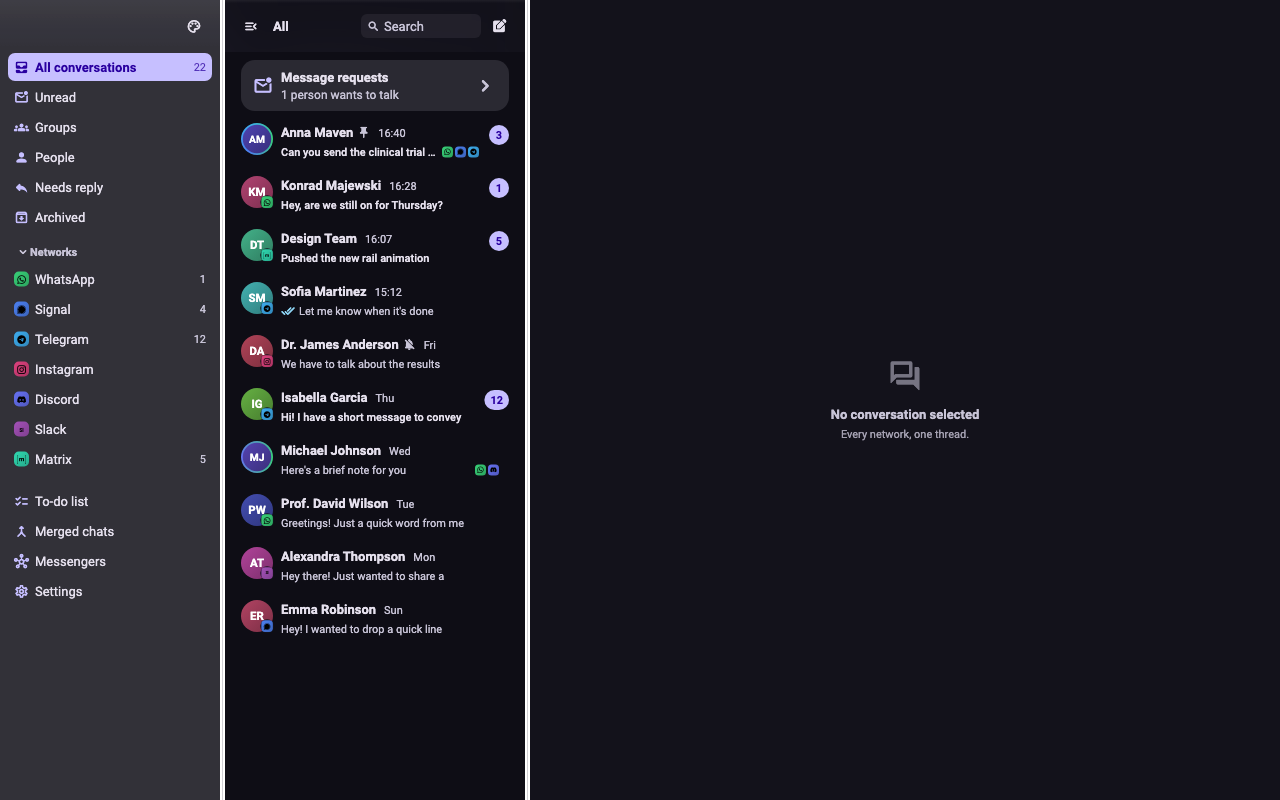 All conversations 22
Unread
Groups
People
Needs reply
Archived
Networks
WhatsApp 1
Signal 4
Telegram 12
Instagram
Discord
Slack
Matrix 5
To-do list
Merged chats
Messengers
Settings
All
Search
Message requests
1 person wants to talk
AM
Anna Maven 16:40
3
Can you send the clinical trial …
KM
Konrad Majewski 16:28
1
Hey, are we still on for Thursday?
DT
Design Team 16:07
5
Pushed the new rail animation
SM
Sofia Martinez 15:12
Let me know when it's done
DA
Dr. James Anderson Fri
We have to talk about the results
IG
Isabella Garcia Thu
12
Hi! I have a short message to convey
MJ
Michael Johnson Wed
Here's a brief note for you
PW
Prof. David Wilson Tue
Greetings! Just a quick word from me
AT
Alexandra Thompson Mon
Hey there! Just wanted to share a
ER
Emma Robinson Sun
Hey! I wanted to drop a quick line
No conversation selected
Every network, one thread.